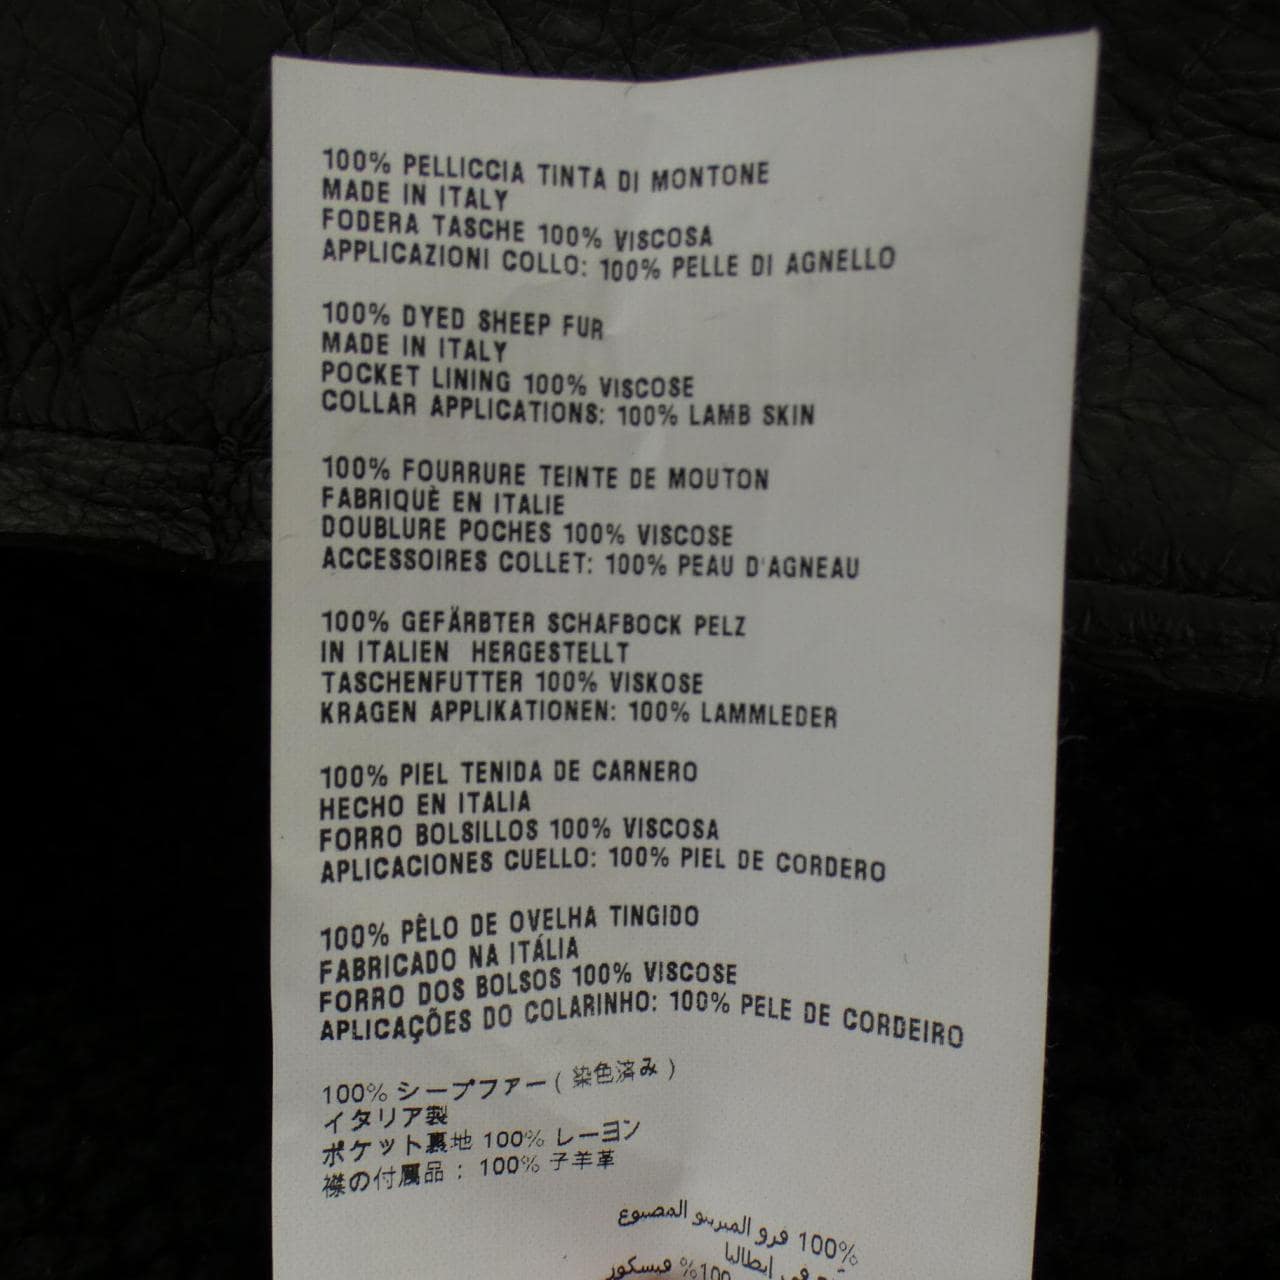 100% PELLICCIA TINTA DI MONTONE
MADE IN ITALY
FODERA TASCHE 100% VISCOSA
APPLICAZIONI COLLO: 100% PELLE DI AGNELLO
100% DYED SHEEP FUR
MADE IN ITALY
POCKET LINING 100% VISCOSE
COLLAR APPLICATIONS: 100% LAMB SKIN
100% FOURRURE TEINTE DE MOUTON
FABRIQUÈ EN ITALIE
DOUBLURE POCHES 100% VISCOSE
ACCESSOIRES COLLET: 100% PEAU D'AGNEAU
100% GEFÄRBTER SCHAFBOCK PELZ
IN ITALIEN HERGESTELLT
TASCHENFUTTER 100% VISKOSE
KRAGEN APPLIKATIONEN: 100% LAMMLEDER
100% PIEL TENIDA DE CARNERO
HECHO EN ITALIA
FORRO BOLSILLOS 100% VISCOSA
APLICACIONES CUELLO: 100% PIEL DE CORDERO
100% PÊLO DE OVELHA TINGIDO
FABRICADO NA ITÁLIA
FORRO DOS BOLSOS 100% VISCOSE
APLICAÇÕES DO COLARINHO: 100% PELE DE CORDEIRO
100% シープファー ( 染色済み )
イタリア製
ポケット裏地 100% レーヨン
襟の付属品 : 100% 子羊革
100% فرو المصبوغ
في إيطاليا
100% فيسكوز